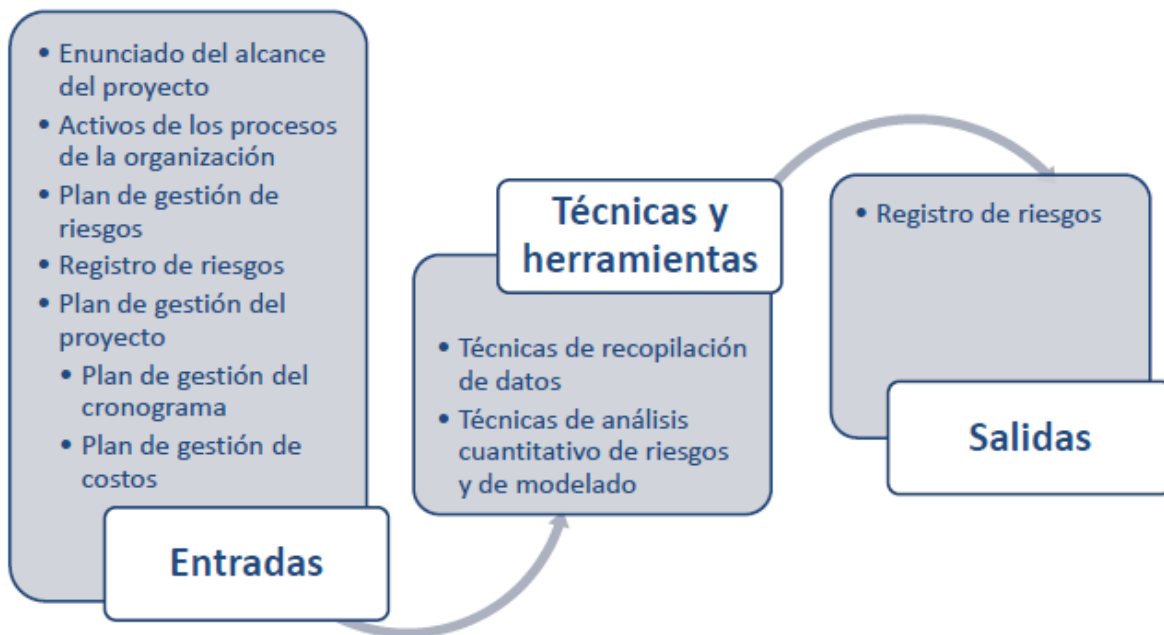 • Enunciado del alcance
del proyecto
• Activos de los procesos
de la organización
• Plan de gestión de
riesgos
• Registro de riesgos
• Plan de gestión del
proyecto
• Plan de gestión del
cronograma
• Plan de gestión de
costos
Entradas
Técnicas y
herramientas
• Técnicas de recopilación
de datos
• Técnicas de análisis
cuantitativo de riesgos
y de modelado
• Registro de riesgos
Salidas